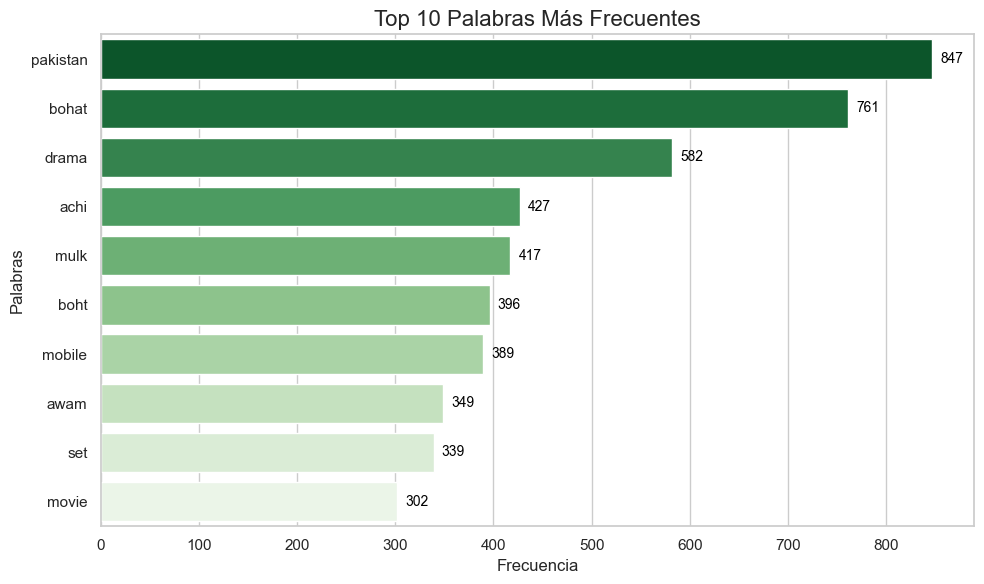 Top 10 Palabras Más Frecuentes
Palabras
pakistan 847
bohat 761
drama 582
achi 427
mulk 417
boht 396
mobile 389
awam 349
set 339
movie 302
0 100 200 300 400 500 600 700 800
Frecuencia